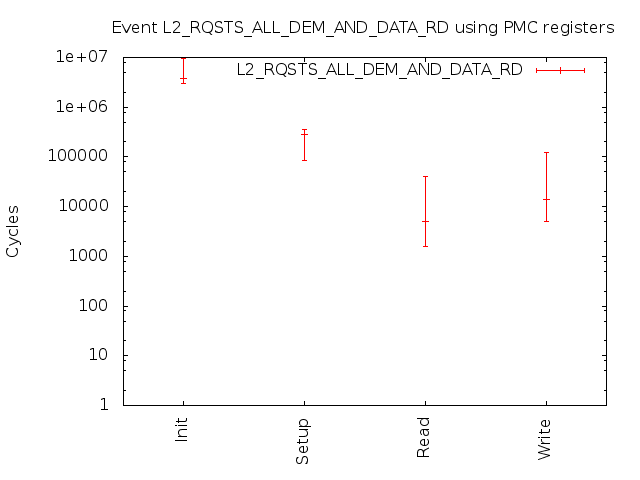 Event L2_RQSTS_ALL_DEM_AND_DATA_RD using PMC registers
L2_RQSTS_ALL_DEM_AND_DATA_RD
1e+07
1e+06
100000
10000
1000
100
10
1
Cycles
Init
Setup
Read
Write